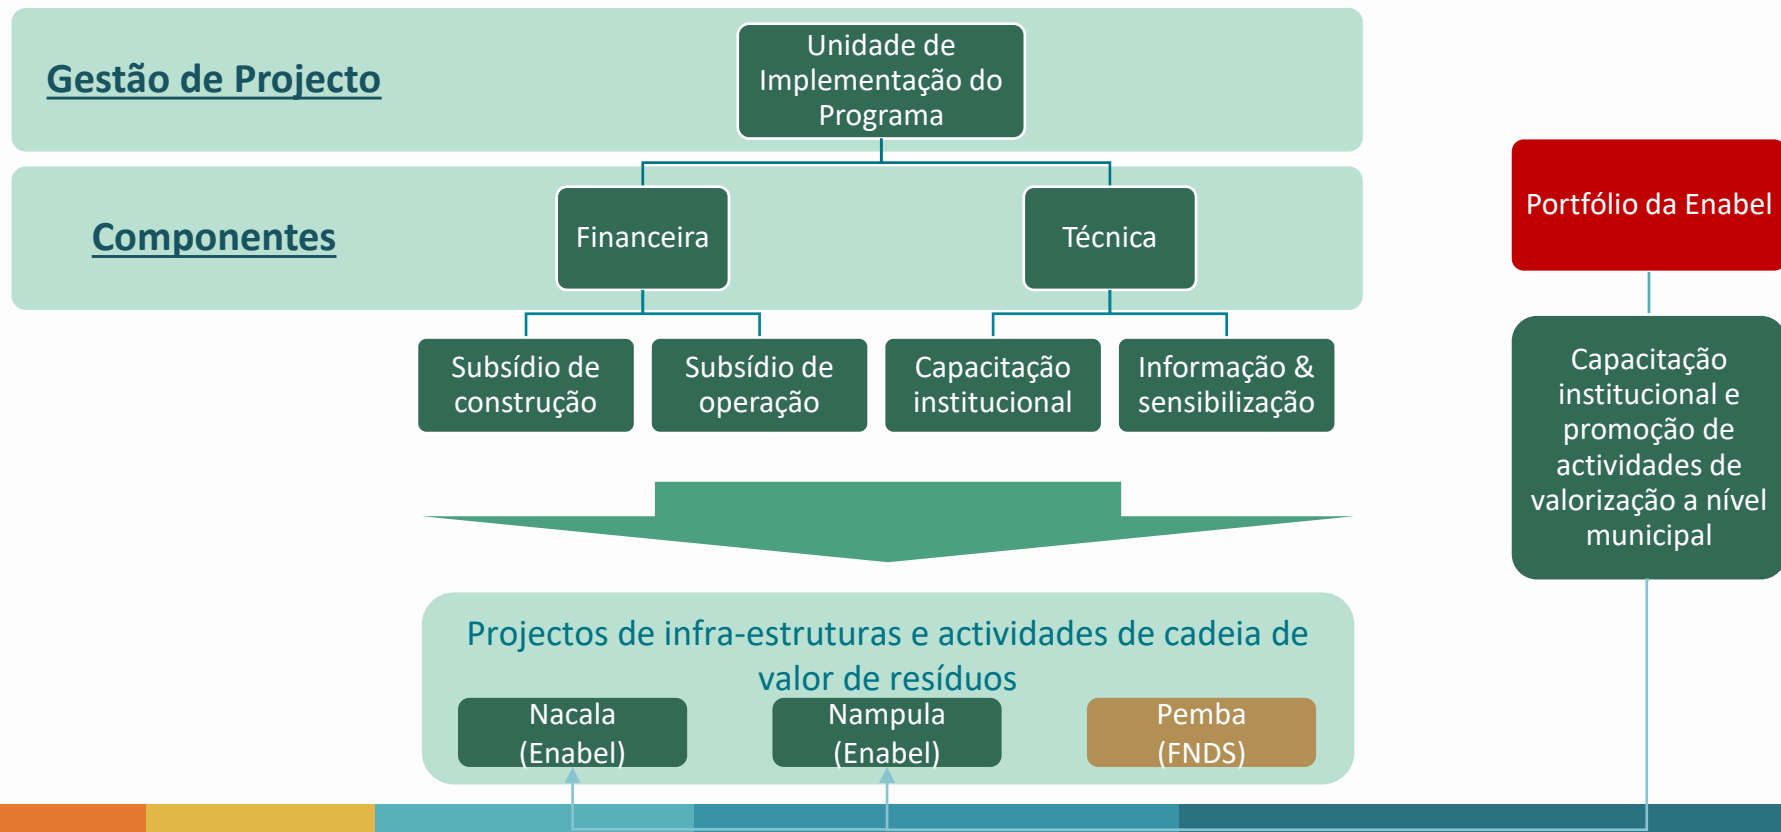 Gestão de Projecto
Unidade de
Implementação do
Programa
Componentes
Financeira
Técnica
Subsídio de
construção
Subsídio de
operação
Capacitação
institucional
Informação &
sensibilização
Projectos de infra-estruturas e actividades de cadeia de
valor de resíduos
Nacala
(Enabel)
Nampula
(Enabel)
Pemba
(FNDS)
Portfólio da Enabel
Capacitação
institucional e
promoção de
actividades de
valorização a nível
municipal